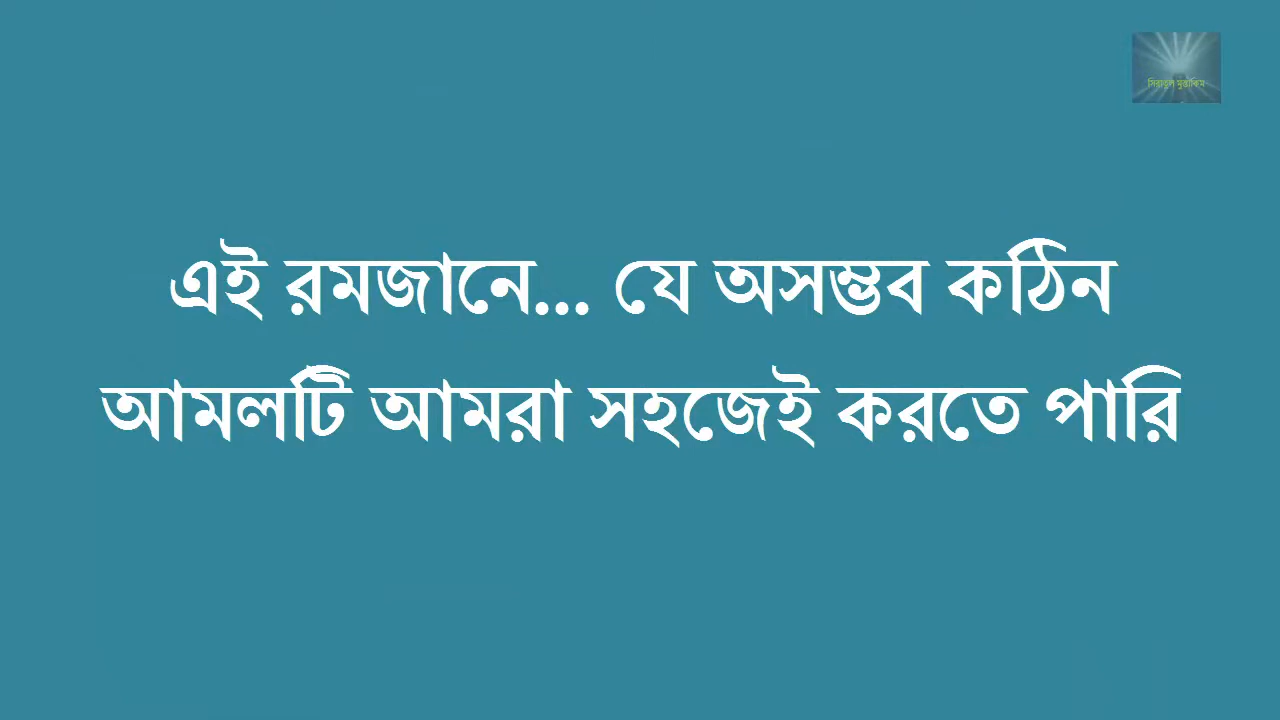 সিরাতুল মুস্তাকিম
এই রমজানে... যে অসম্ভব কঠিন
আমলটি আমরা সহজেই করতে পারি